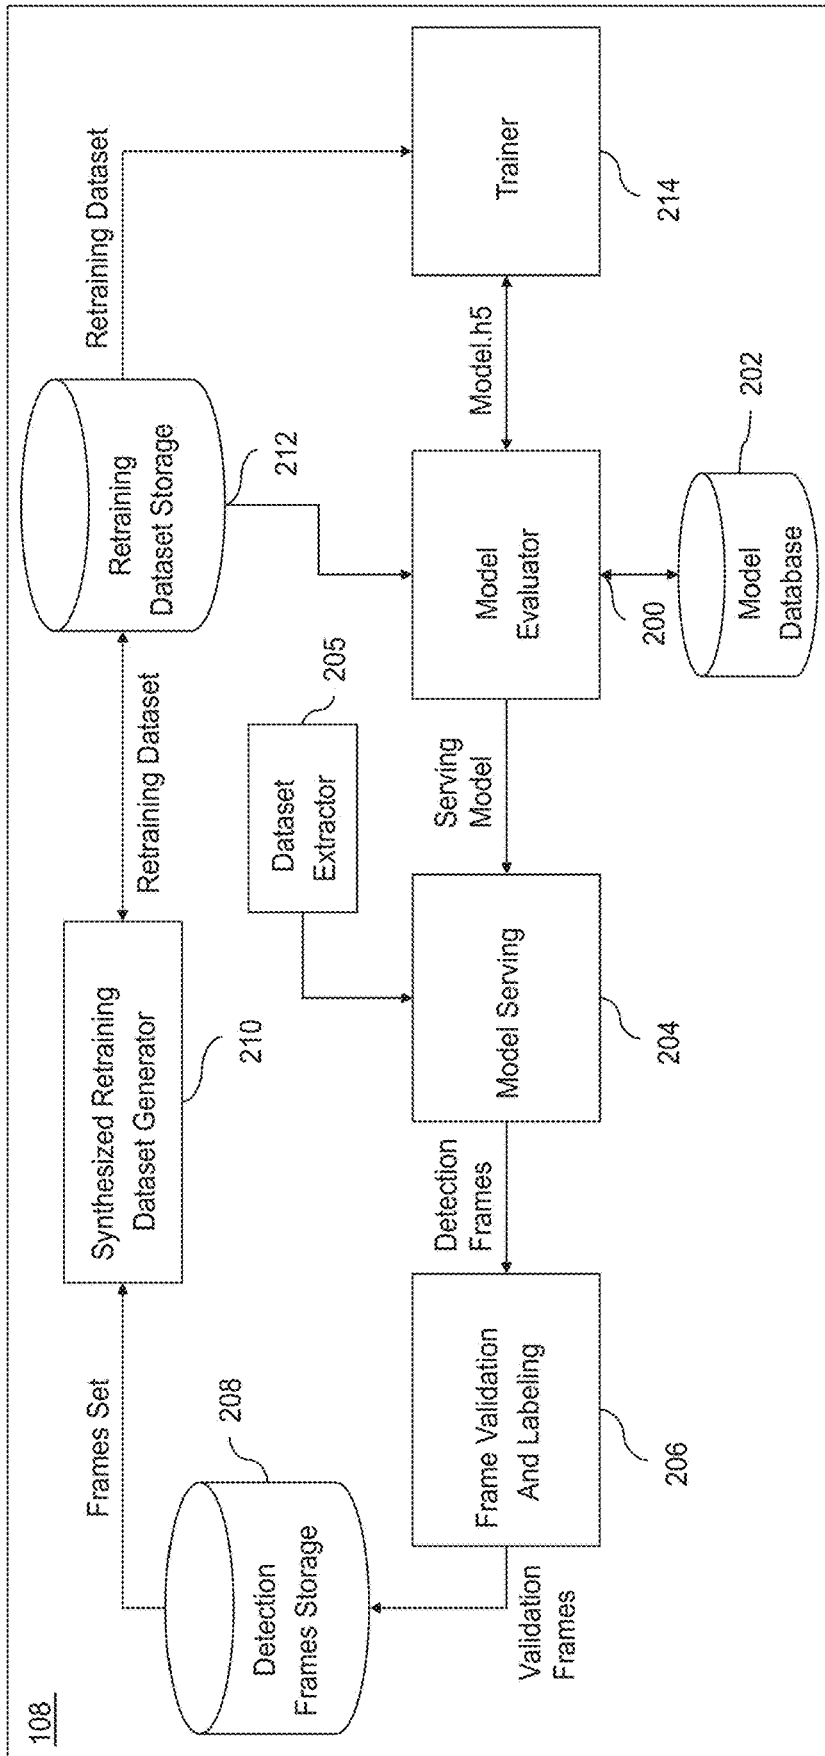 108
Frames Set
Synthesized Retraining
Dataset Generator
210
Retraining Dataset
Retraining
Dataset Storage
212
Retraining Dataset
208
Detection
Frames Storage
Dataset
Extractor
205
Validation
Frames
Frame Validation
And Labeling
206
Detection
Frames
Model Serving
204
Serving
Model
Model
Evaluator
200
Model.h5
Trainer
214
Model
Database
202